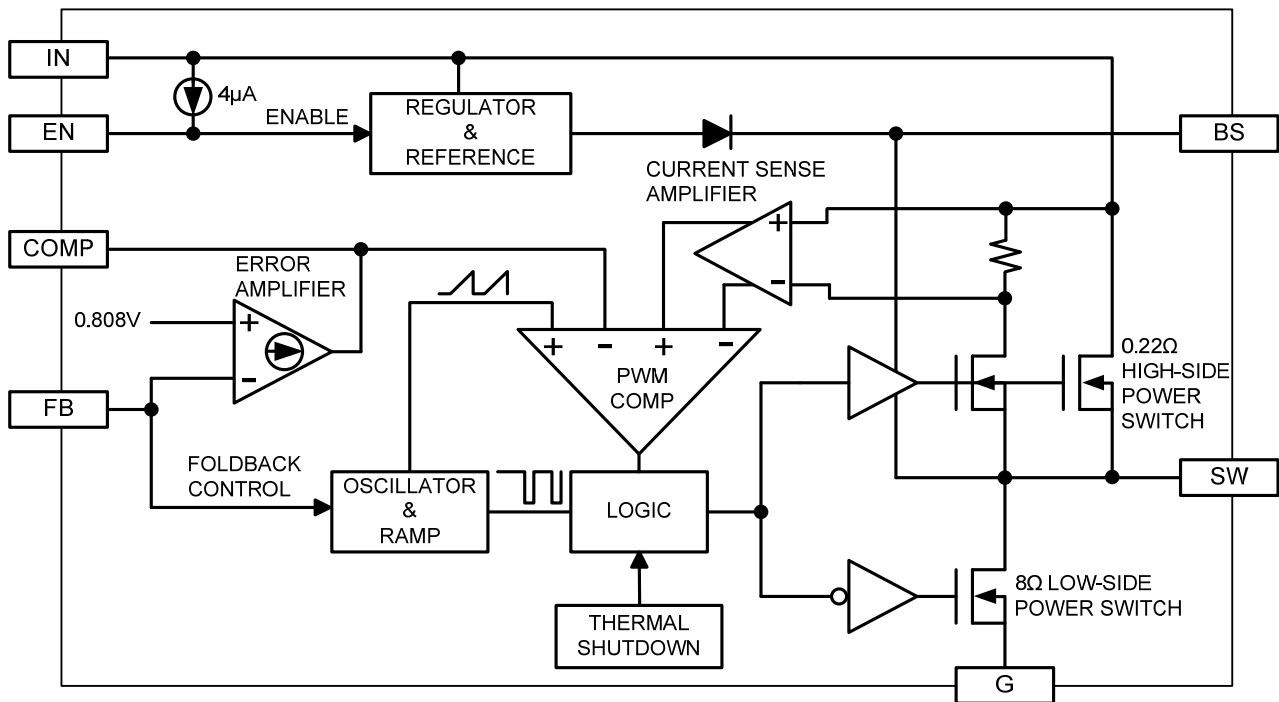 IN
4µA
EN
ENABLE
REGULATOR
&
REFERENCE
BS
CURRENT SENSE
AMPLIFIER
COMP
ERROR
AMPLIFIER
+
-
0.808V
+
-
+
-
+
-
PWM
COMP
0.22Ω
HIGH-SIDE
POWER
SWITCH
FB
FOLDBACK
CONTROL
OSCILLATOR
&
RAMP
LOGIC
SW
THERMAL
SHUTDOWN
8Ω LOW-SIDE
POWER SWITCH
G